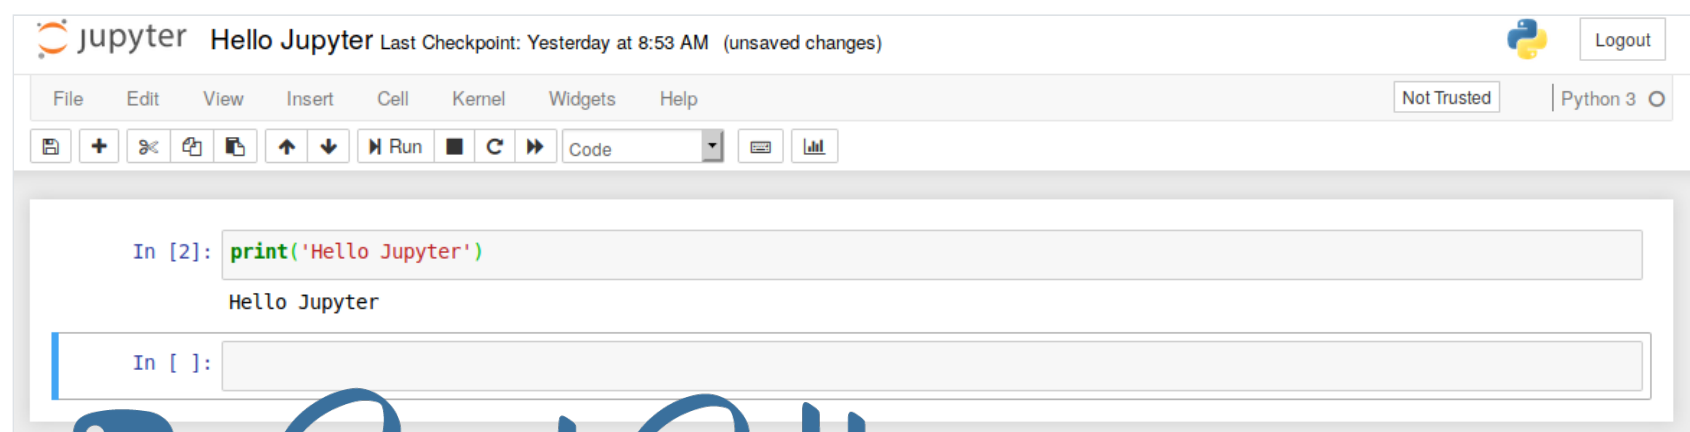 jupyter Hello Jupyter Last Checkpoint: Yesterday at 8:53 AM (unsaved changes) Logout
File Edit View Insert Cell Kernel Widgets Help Not Trusted Python 3
Run Code
In [2]: print('Hello Jupyter')
Hello Jupyter
In [ ]: